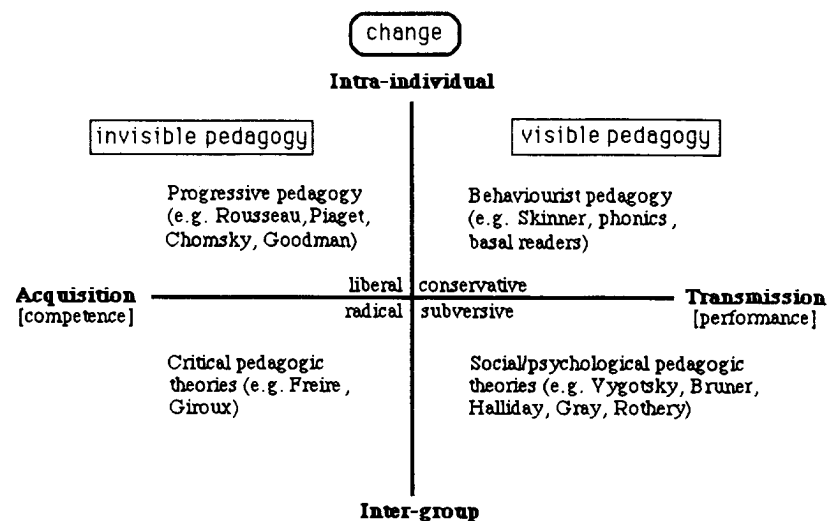 change
Intra-individual
invisible pedagogy
visible pedagogy
Progressive pedagogy
(e.g. Rousseau,Piaget,
Chomsky, Goodman)
Behaviourist pedagogy
(e.g. Skinner, phonics ,
basal readers)
liberal
conservative
Acquisition
[competence]
Transmission
[performance]
radical
subversive
Critical pedagogic
theories (e.g. Freire ,
Giroux)
Social/psychological pedagogic
theories (e.g. Vygotsky, Bruner,
Halliday, Gray, Rothery)
Inter-group